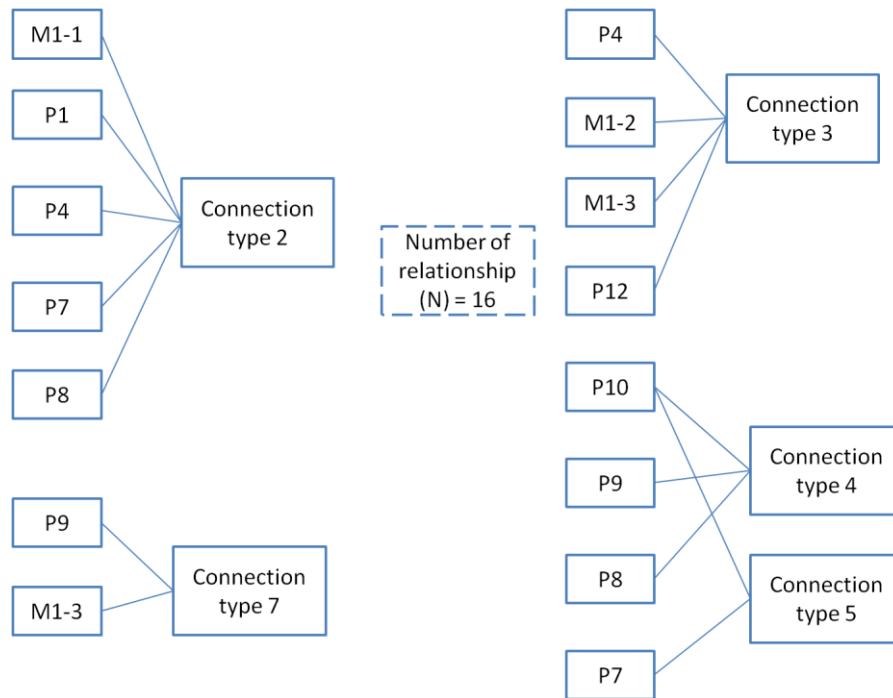 M1-1
P1
P4
P7
P8
Connection
type 2
P9
M1-3
Connection
type 7
Number of
relationship
(N) = 16
P4
M1-2
M1-3
P12
Connection
type 3
P10
P9
P8
P7
Connection
type 4
Connection
type 5